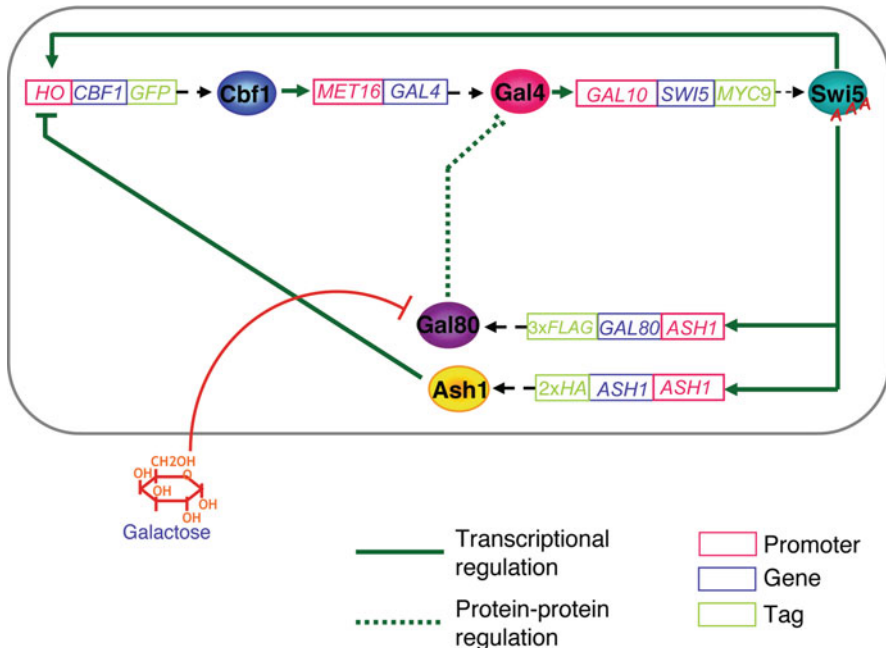 HO CBF1 GFP
Cbf1
MET16 GAL4
Gal4
GAL10 SWI5 MYC9
Swi5
A A A
Gal80
3xFLAG GAL80 ASH1
Ash1
2xHA ASH1 ASH1
CH2OH
OH
O
OH
OH
OH
Galactose
Transcriptional
regulation
Protein-protein
regulation
Promoter
Gene
Tag